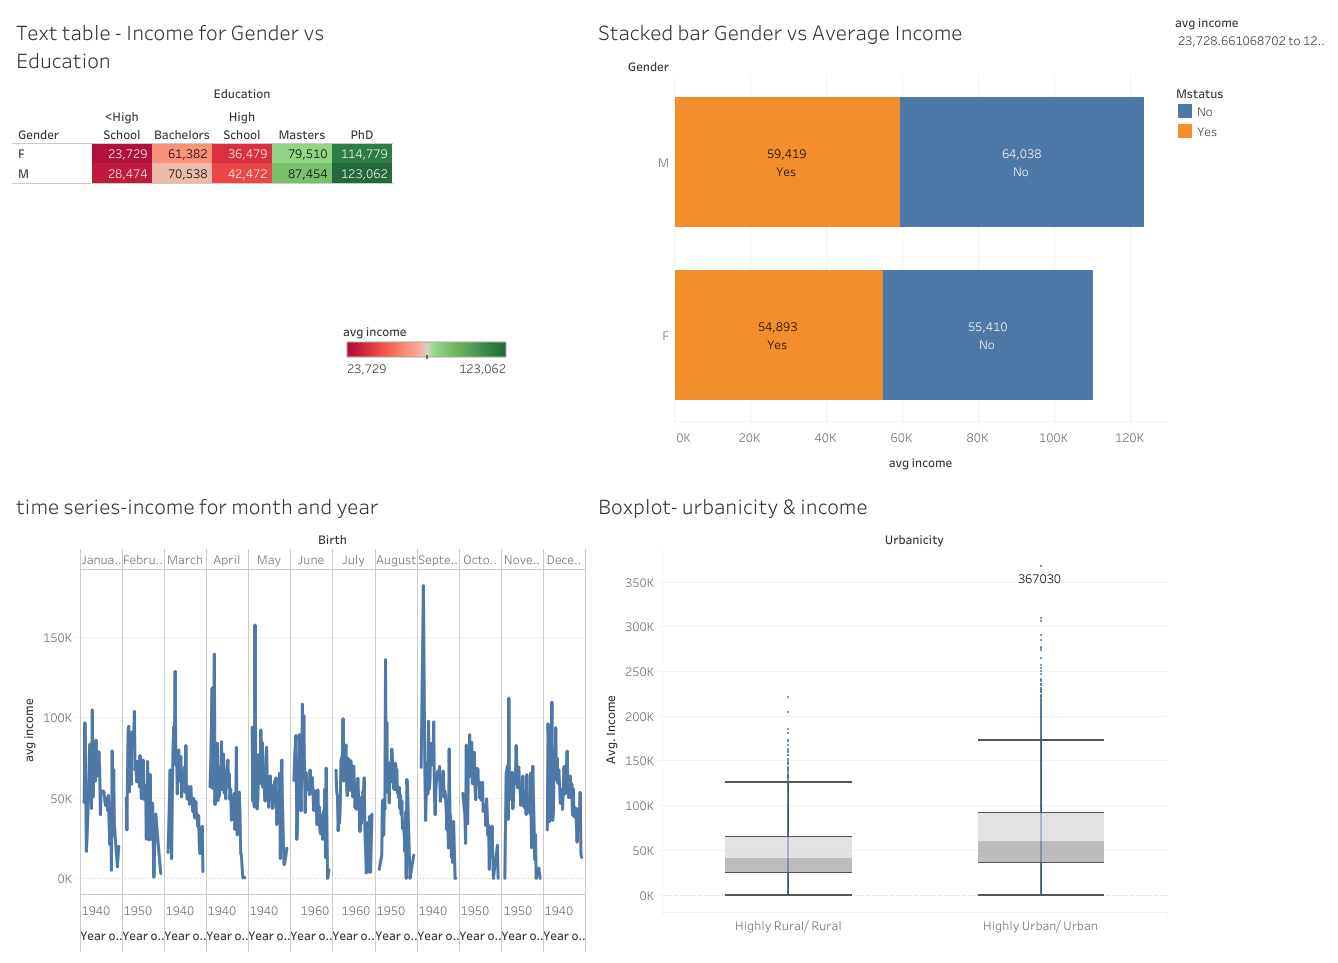 Text table - Income for Gender vs
Education
Education
<High
High
Gender
School
Bachelors
School
Masters
PhD
F
23,729
61,382
36,479
79,510
114,779
M
28,474
70,538
42,472
87,454
123,062
avg income
23,729
123,062
Stacked bar Gender vs Average Income
Gender
M
59,419
Yes
64,038
No
F
54,893
Yes
55,410
No
0K
20K
40K
60K
80K
100K
120K
avg income
avg income
23,728.661068702 to 12..
Mstatus
No
Yes
time series-income for month and year
Birth
Janua..
Febru..
March
April
May
June
July
August
Septe..
Octo..
Nove..
Dece..
150K
100K
50K
0K
avg income
1940
1950
1940
1940
1940
1960
1960
1940
1940
1950
1950
1940
Year o..
Year o..
Year o..
Year o..
Year o..
Year o..
Year o..
Year o..
Year o..
Year o..
Year o..
Year o..
Boxplot- urbanicity & income
Urbanicity
367030
350K
300K
250K
200K
150K
100K
50K
0K
Avg. Income
Highly Rural/ Rural
Highly Urban/ Urban